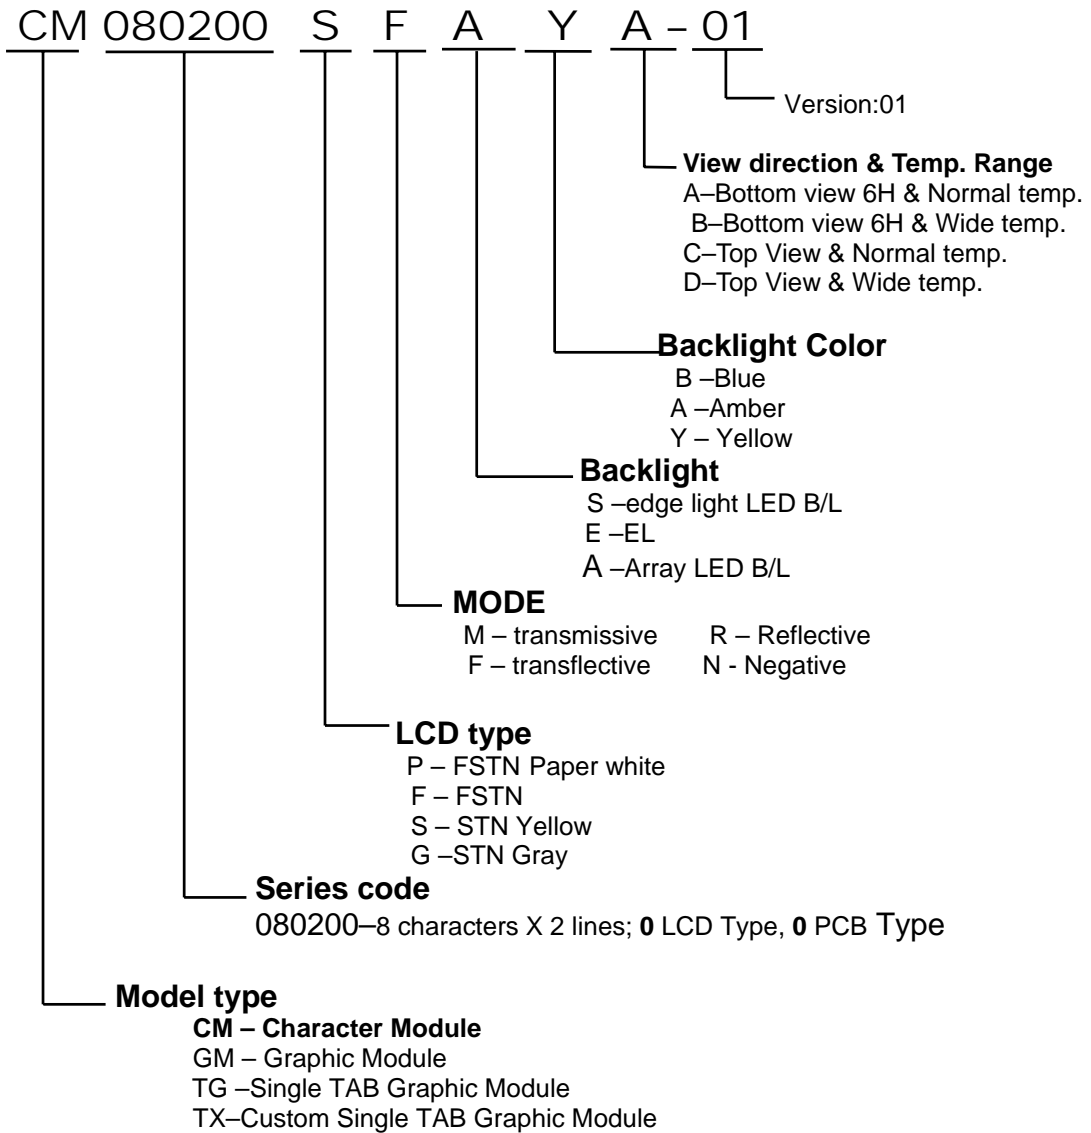 CM 080200 S F A Y A – 01
Version:01
View direction & Temp. Range
A–Bottom view 6H & Normal temp.
B–Bottom view 6H & Wide temp.
C–Top View & Normal temp.
D–Top View & Wide temp.
Backlight Color
B –Blue
A –Amber
Y – Yellow
Backlight
S –edge light LED B/L
E –EL
A –Array LED B/L
MODE
M – transmissive R – Reflective
F – transflective N - Negative
LCD type
P – FSTN Paper white
F – FSTN
S – STN Yellow
G –STN Gray
Series code
080200–8 characters X 2 lines; 0 LCD Type, 0 PCB Type
Model type
CM – Character Module
GM – Graphic Module
TG –Single TAB Graphic Module
TX–Custom Single TAB Graphic Module